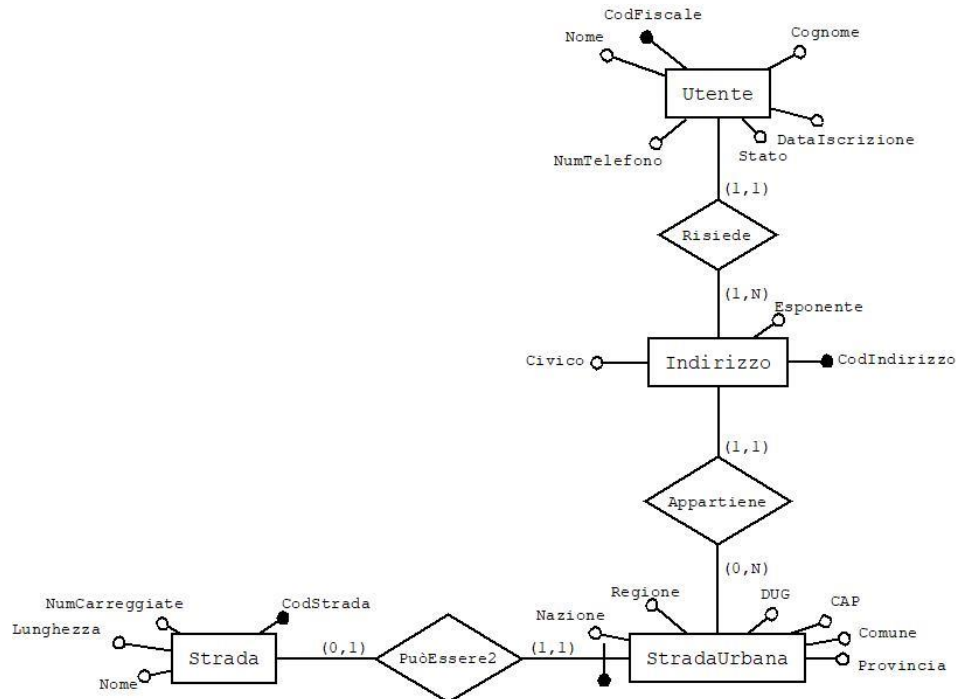 CodFiscale
Nome
Cognome
Utente
DataIscrizione
NumTelefono
Stato
(1,1)
Risiede
(1,N)
Esponente
Civico
Indirizzo
CodIndirizzo
(1,1)
Appartiene
(0,N)
Regione
DUG
NumCarreggiate
CodStrada
Nazione
CAP
Lunghezza
Comune
Strada
(0,1)
PuòEssere2
(1,1)
StradaUrbana
Provincia
Nome